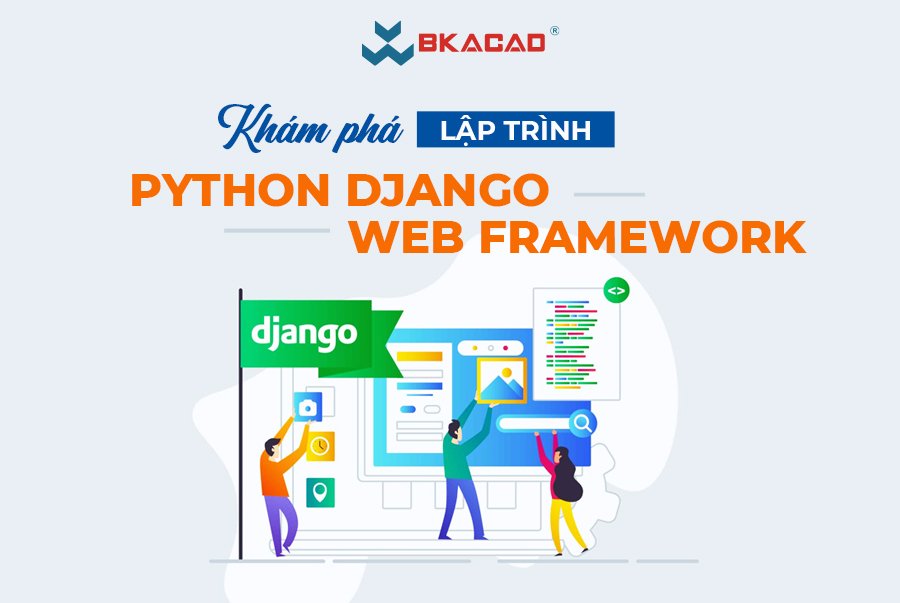 BKACAD®
Khám phá LẬP TRÌNH
PYTHON DJANGO
WEB FRAMEWORK
django
<>